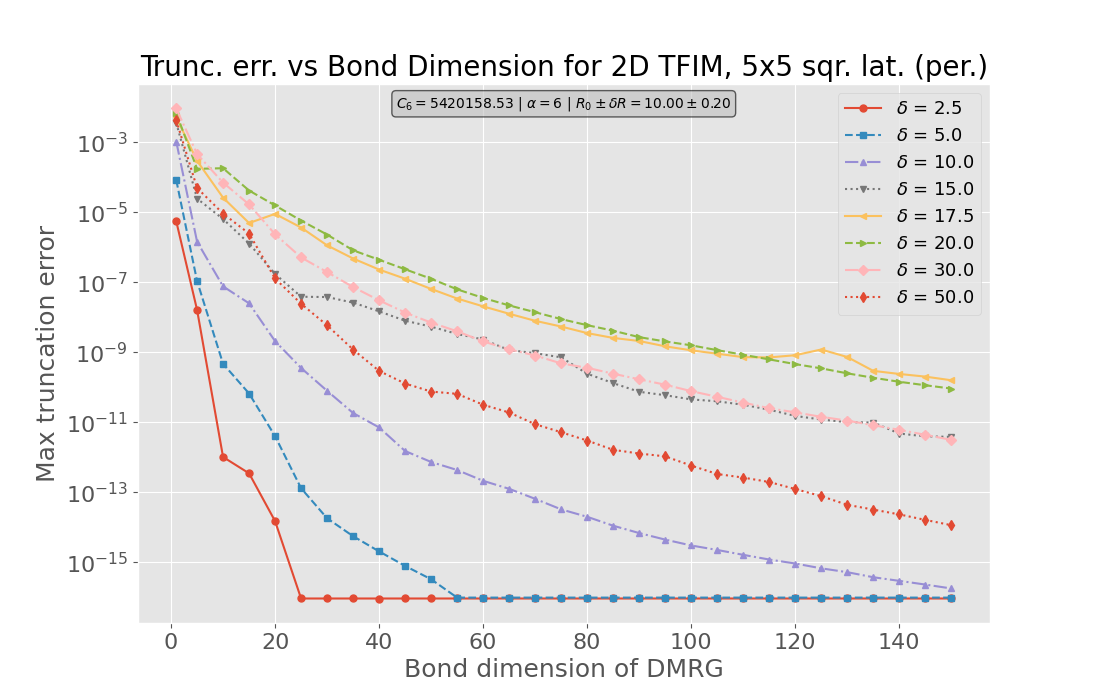 Trunc. err. vs Bond Dimension for 2D TFIM, 5x5 sqr. lat. (per.)
C₆ = 5420158.53 | α = 6 | R₀ ± δR = 10.00 ± 0.20
δ = 2.5
δ = 5.0
δ = 10.0
δ = 15.0
δ = 17.5
δ = 20.0
δ = 30.0
δ = 50.0
Max truncation error
10⁻³
10⁻⁵
10⁻⁷
10⁻⁹
10⁻¹¹
10⁻¹³
10⁻¹⁵
0 20 40 60 80 100 120 140
Bond dimension of DMRG